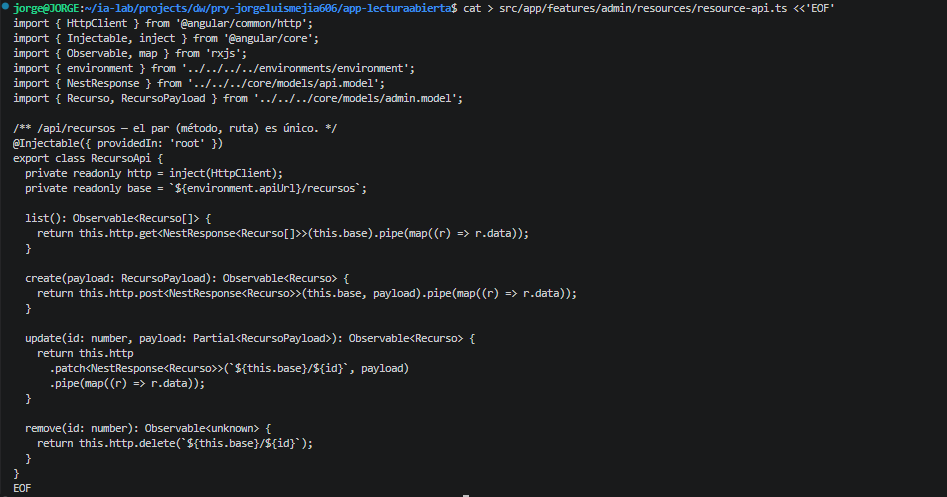 jorge@JORGE:~/ia-lab/projects/dw/pry-jorgeluismejia606/app-lecturaabierta$ cat > src/app/features/admin/resources/resource-api.ts <<'EOF'
import { HttpClient } from '@angular/common/http';
import { Injectable, inject } from '@angular/core';
import { Observable, map } from 'rxjs';
import { environment } from '../../../../environments/environment';
import { NestResponse } from '../../../core/models/api.model';
import { Recurso, RecursoPayload } from '../../../core/models/admin.model';

/** /api/recursos — el par (método, ruta) es único. */
@Injectable({ providedIn: 'root' })
export class RecursoApi {
  private readonly http = inject(HttpClient);
  private readonly base = `${environment.apiUrl}/recursos`;

  list(): Observable<Recurso[]> {
    return this.http.get<NestResponse<Recurso[]>>(this.base).pipe(map((r) => r.data));
  }

  create(payload: RecursoPayload): Observable<Recurso> {
    return this.http.post<NestResponse<Recurso>>(this.base, payload).pipe(map((r) => r.data));
  }

  update(id: number, payload: Partial<RecursoPayload>): Observable<Recurso> {
    return this.http
      .patch<NestResponse<Recurso>>(`${this.base}/${id}`, payload)
      .pipe(map((r) => r.data));
  }

  remove(id: number): Observable<unknown> {
    return this.http.delete(`${this.base}/${id}`);
  }
}
EOF